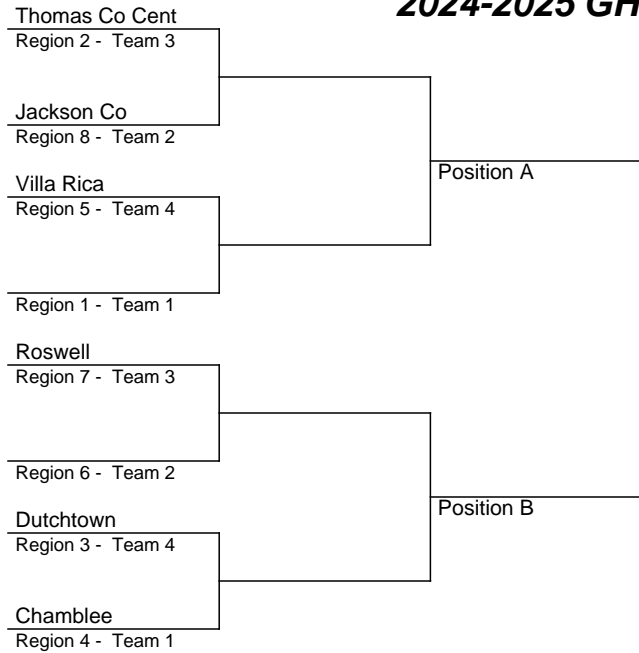 2024-2025 GH
Thomas Co Cent
Region 2 - Team 3
Jackson Co
Region 8 - Team 2
Position A
Villa Rica
Region 5 - Team 4
Region 1 - Team 1
Roswell
Region 7 - Team 3
Region 6 - Team 2
Position B
Dutchtown
Region 3 - Team 4
Chamblee
Region 4 - Team 1